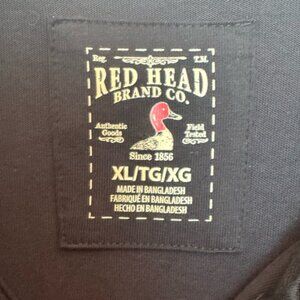 Reg. T.M.
RED HEAD
BRAND CO.
Authentic Goods
Field Tested
Since 1856
XL/TG/XG
MADE IN BANGLADESH
FABRIQUÉ EN BANGLADESH
HECHO EN BANGLADESH